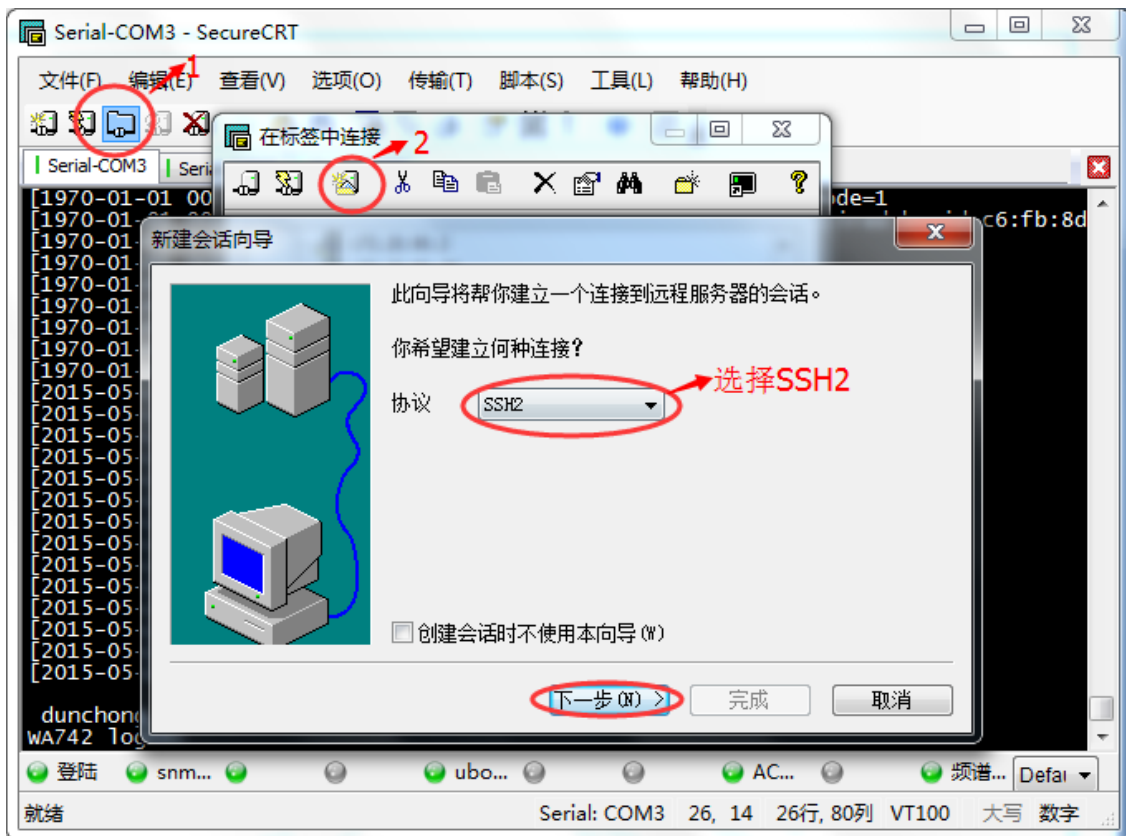 Serial-COM3 - SecureCRT
文件(F) 编辑(E) 查看(V) 选项(O) 传输(T) 脚本(S) 工具(L) 帮助(H)
1
在标签中连接
2
Serial-COM3 Seri
[1970-01-01 00 ode=1
[1970-01-01 00 c6:fb:8d
[1970-01-
[1970-01-
[1970-01-
[1970-01-
[1970-01-
[1970-01-
[1970-01-
[2015-05-
[2015-05-
[2015-05-
[2015-05-
[2015-05-
[2015-05-
[2015-05-
[2015-05-
[2015-05-
[2015-05-
[2015-05-
[2015-05-
[2015-05-
[2015-05-
dunchong
WA742 log
新建会话向导
此向导将帮你建立一个连接到远程服务器的会话。
你希望建立何种连接?
协议 SSH2
选择SSH2
创建会话时不使用本向导(W)
下一步(N) > 完成 取消
登陆 snm... ubo... AC... 频谱... Defau
就绪 Serial: COM3 26, 14 26行, 80列 VT100 大写 数字